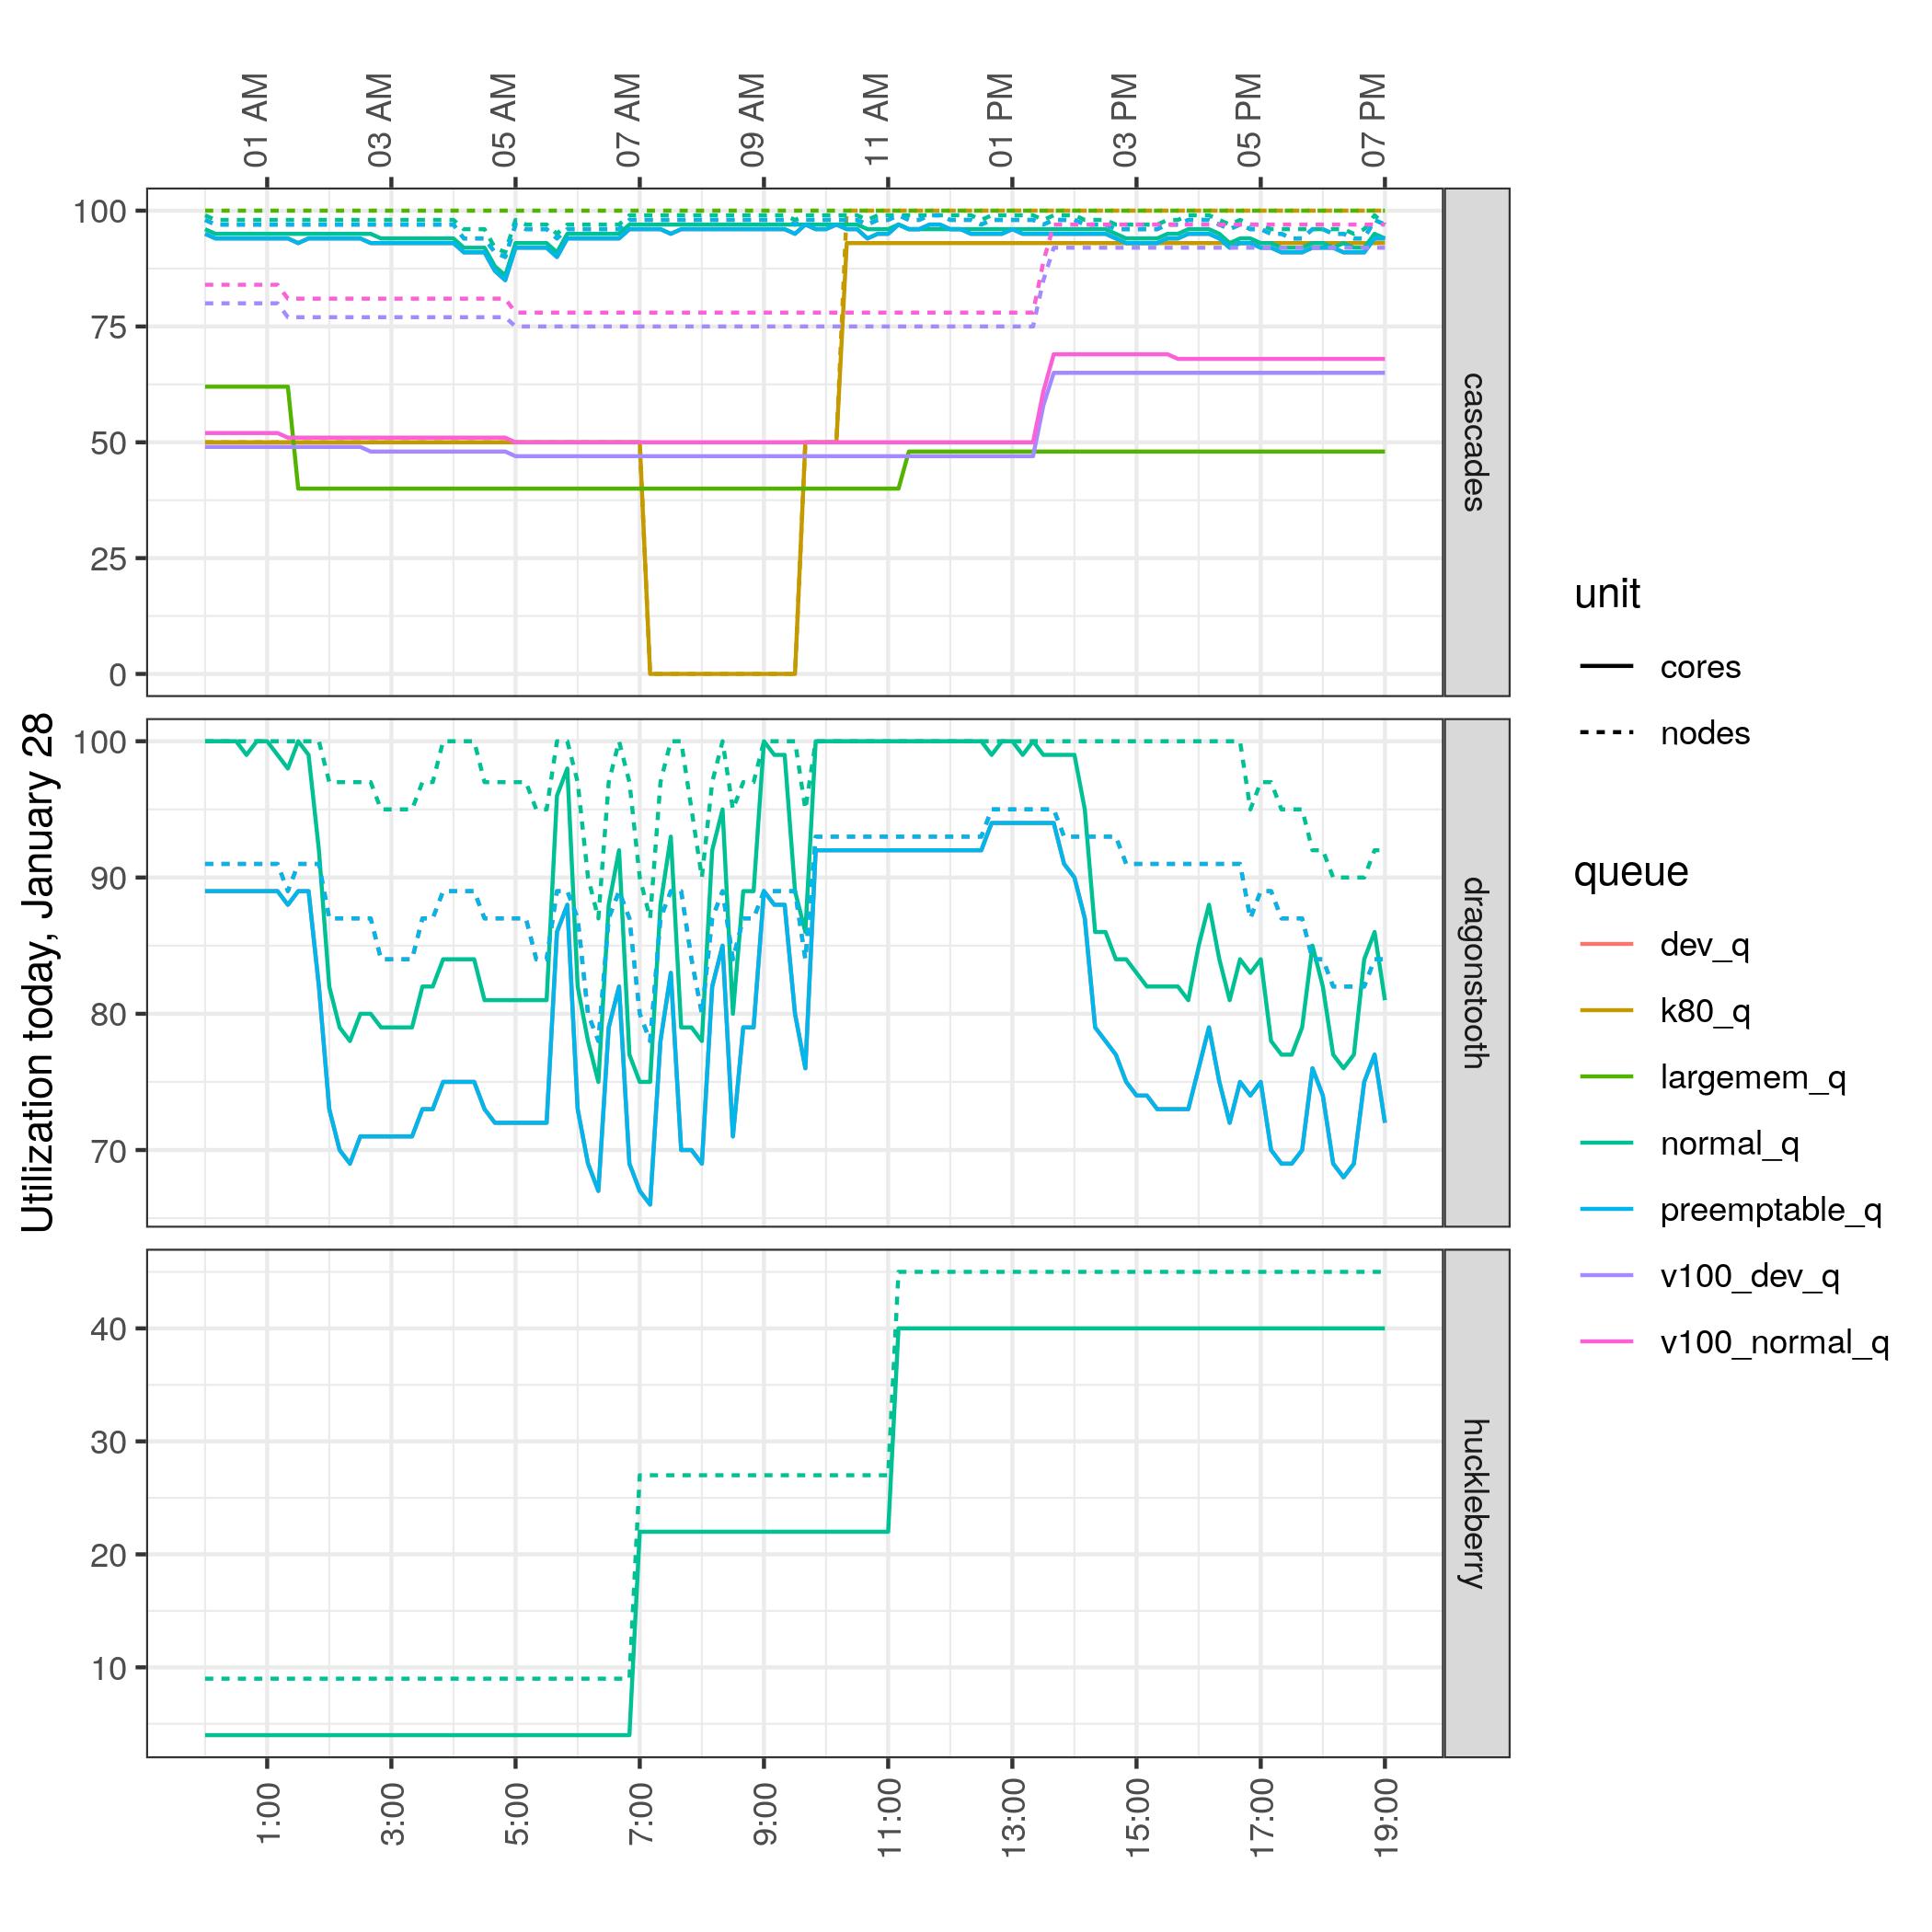 01 AM
03 AM
05 AM
07 AM
09 AM
11 AM
01 PM
03 PM
05 PM
07 PM
Utilization today, January 28
100
75
50
25
0
cascades
100
90
80
70
dragonstooth
40
30
20
10
huckleberry
1:00
3:00
5:00
7:00
9:00
11:00
13:00
15:00
17:00
19:00
unit
cores
nodes
queue
dev_q
k80_q
largemem_q
normal_q
preemptable_q
v100_dev_q
v100_normal_q